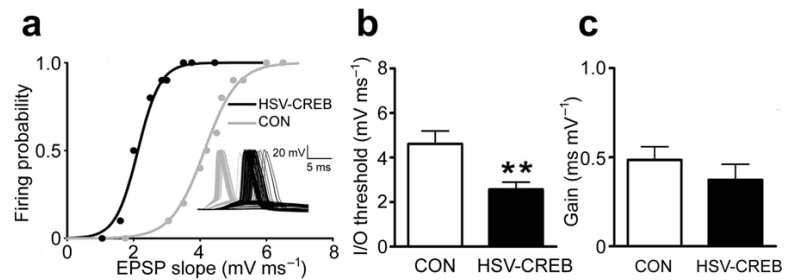 a
Firing probability
1.0
0.5
0
0 2 4 6 8
EPSP slope (mV ms⁻¹)
HSV-CREB
CON
20 mV
5 ms
b
I/O threshold (mV ms⁻¹)
8
6
4
2
0
**
CON HSV-CREB
c
Gain (ms mV⁻¹)
1.0
0.5
0
CON HSV-CREB